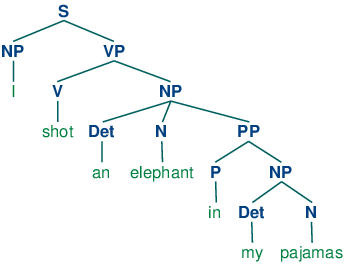 S
NP VP
I V NP
shot Det N PP
an elephant P NP
in Det N
my pajamas